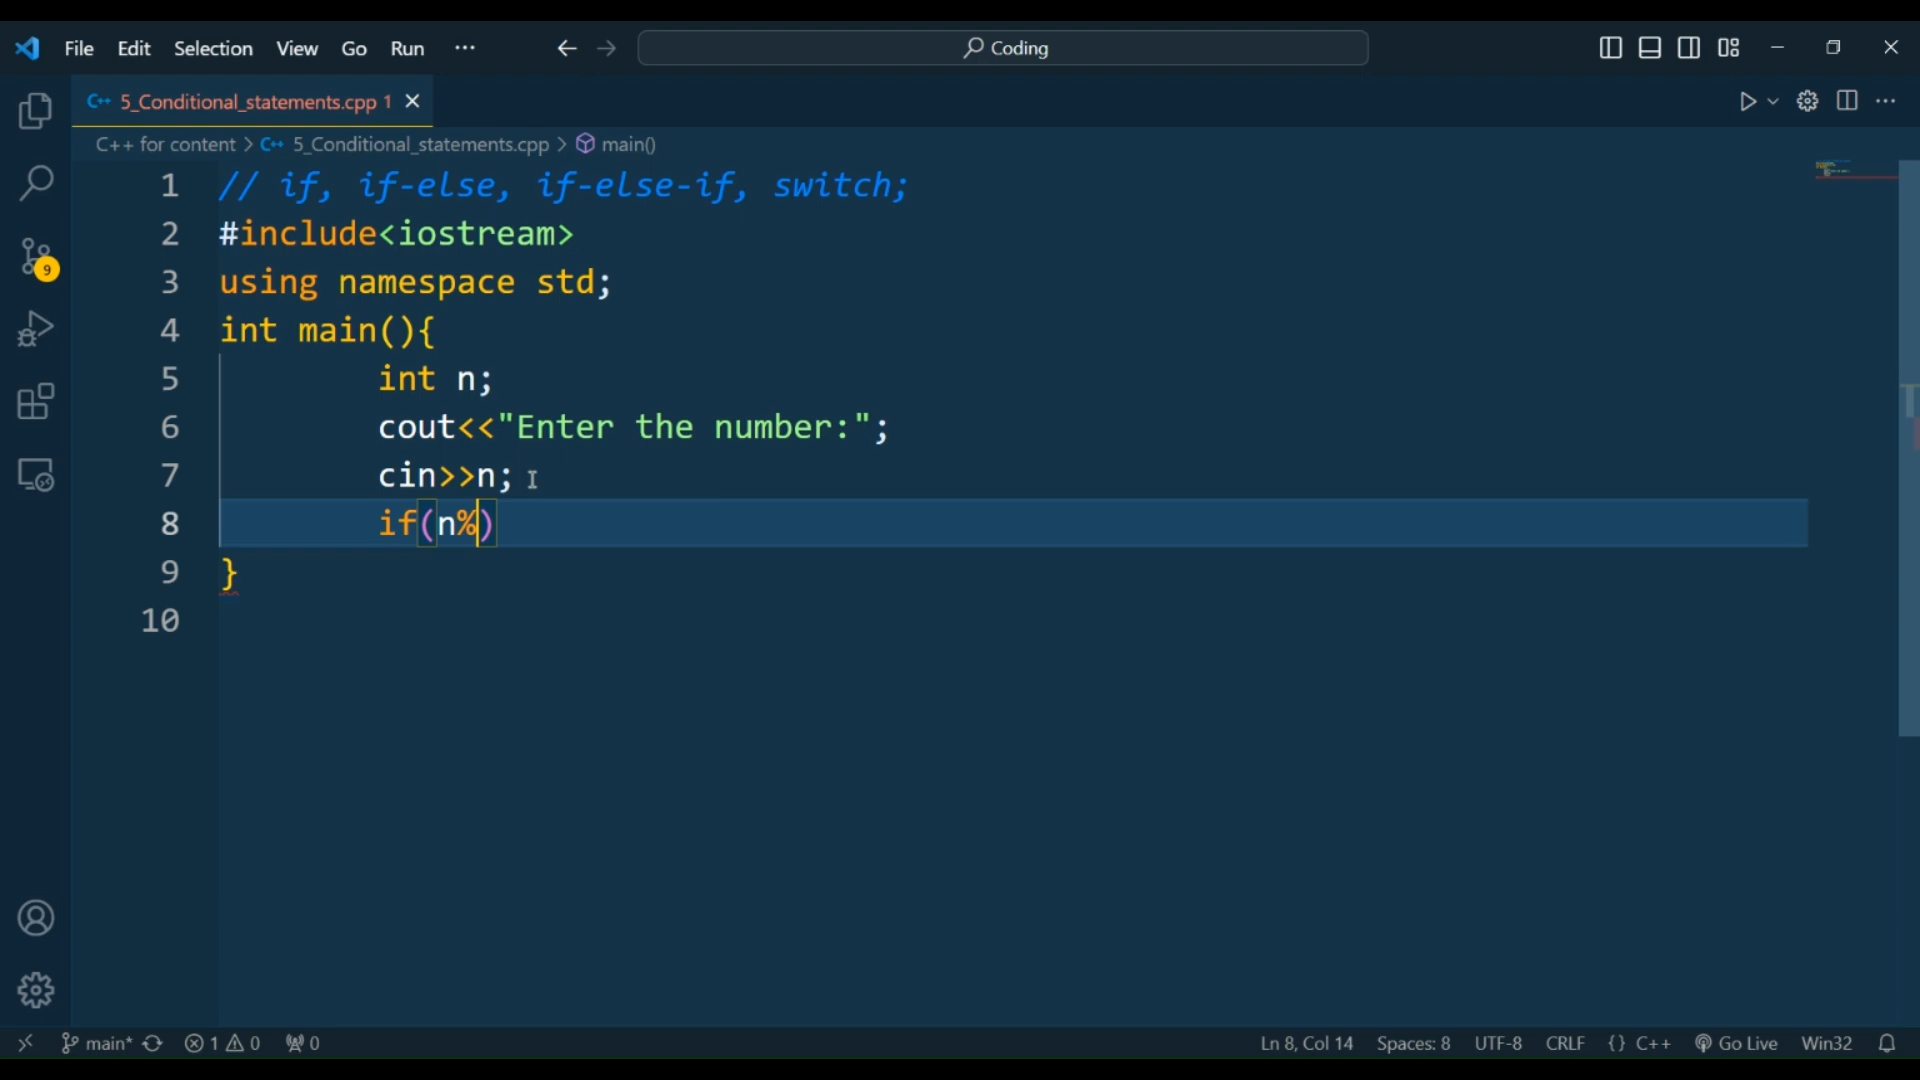 File Edit Selection View Go Run ··· Coding
C++ 5_Conditional_statements.cpp 1
C++ for content > C++ 5_Conditional_statements.cpp > main()
1 // if, if-else, if-else-if, switch;
2 #include<iostream>
3 using namespace std;
4 int main(){
5 int n;
6 cout<<"Enter the number:";
7 cin>>n;
8 if(n%)
9 }
10
9
main* 1 0 0 Ln 8, Col 14 Spaces: 8 UTF-8 CRLF {} C++ Go Live Win32